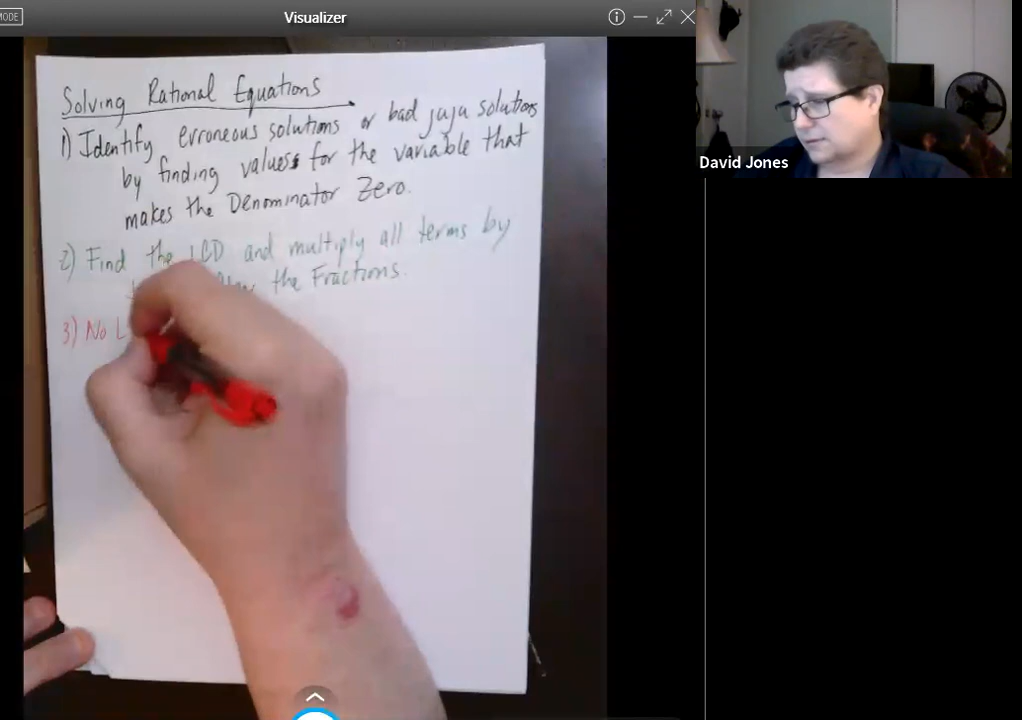 MODE
Visualizer
David Jones
Solving Rational Equations
1) Identify erroneous solutions or bad juju solutions
by finding values for the variable that
makes the Denominator Zero.
2) Find the LCD and multiply all terms by
the Fractions.
3) No L